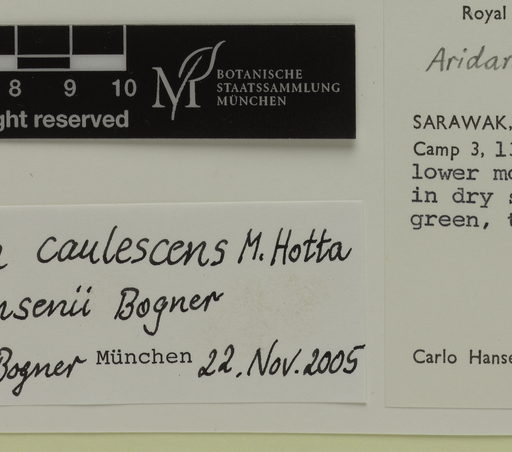 8 9 10
ght reserved
M BOTANISCHE
STAATSSAMMLUNG
MÜNCHEN
caulescens M. Hotta
nsenii Bogner
Bogner München 22. Nov. 2005
Royal
Aridar
SARAWAK,
Camp 3, 13
lower mo
in dry s
green, t
Carlo Hanse